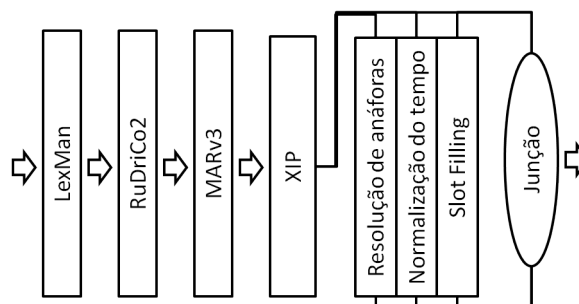 LexMan
RuDriCo2
MARv3
XIP
Resolução de anáforas
Normalização do tempo
Slot Filling
Junção